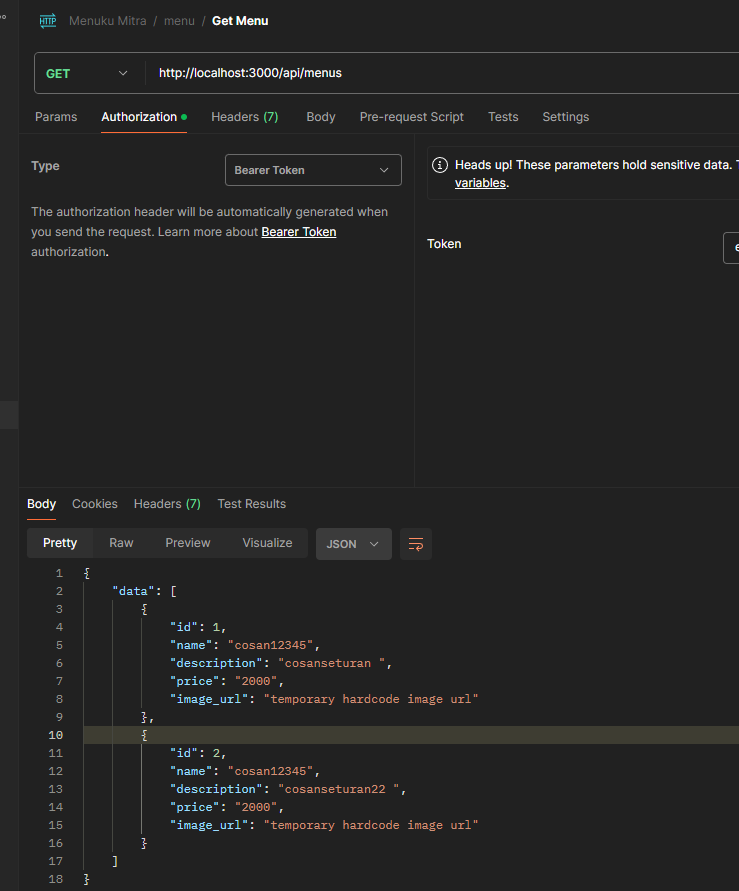 HTTP Menuku Mitra / menu / Get Menu
GET http://localhost:3000/api/menus
Params Authorization Headers (7) Body Pre-request Script Tests Settings
Type Bearer Token
The authorization header will be automatically generated when
you send the request. Learn more about Bearer Token
authorization.
Heads up! These parameters hold sensitive data.
variables.
Token
Body Cookies Headers (7) Test Results
Pretty Raw Preview Visualize JSON
1 {
2 "data": [
3 {
4 "id": 1,
5 "name": "cosan12345",
6 "description": "cosanseturan ",
7 "price": "2000",
8 "image_url": "temporary hardcode image url"
9 },
10 {
11 "id": 2,
12 "name": "cosan12345",
13 "description": "cosanseturan22 ",
14 "price": "2000",
15 "image_url": "temporary hardcode image url"
16 }
17 ]
18 }